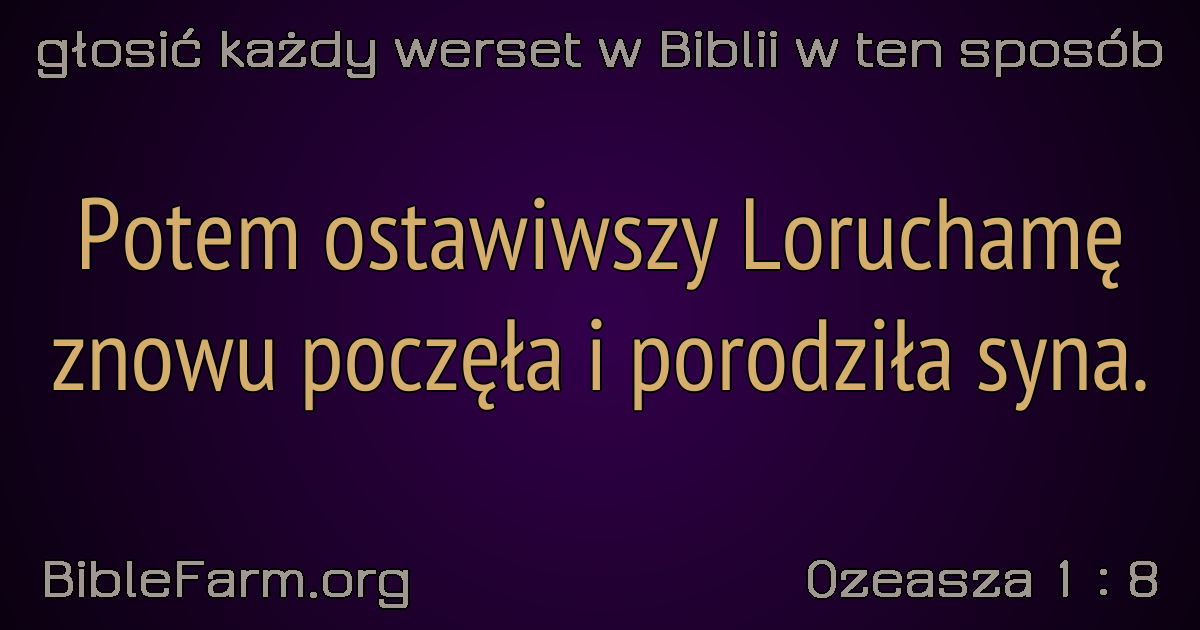 głosić każdy werset w Biblii w ten sposób
Potem ostawiwszy Loruchamę
znowu poczęła i porodziła syna.
BibleFarm.org
Ozeasza 1 : 8